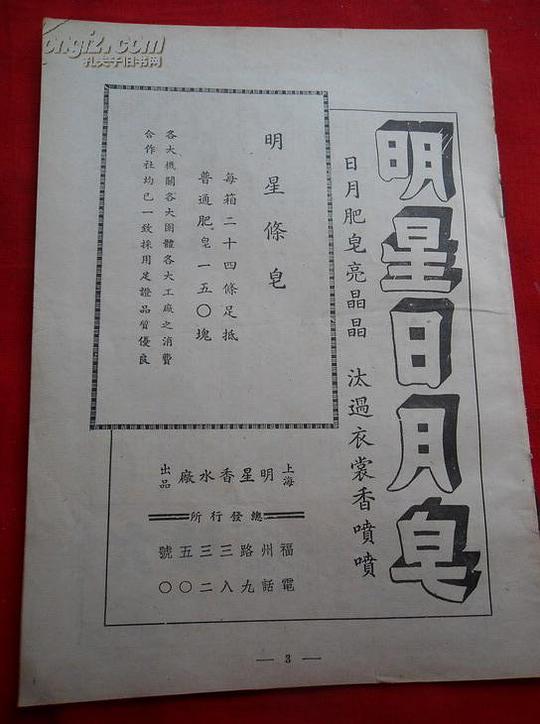 明星日月皂
日月肥皂亮晶晶　汰過衣裳香噴噴
明星條皂
每箱二十四條足抵
普通肥皂一五〇塊
各大機關各大團體各大工廠之消費
合作社均已一致採用足證品質優良
上海明星香水廠出品
總發行所
福州路三三五號
電話九八二〇〇
— 3 —
孔夫子旧书网